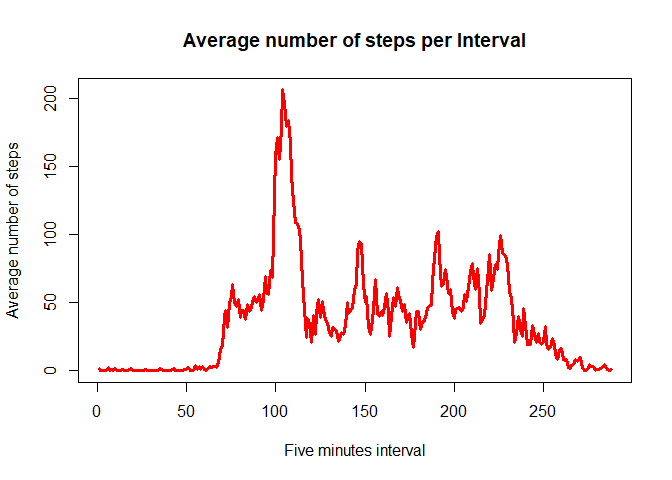 Average number of steps per Interval
Average number of steps
200
150
100
50
0
0 50 100 150 200 250
Five minutes interval